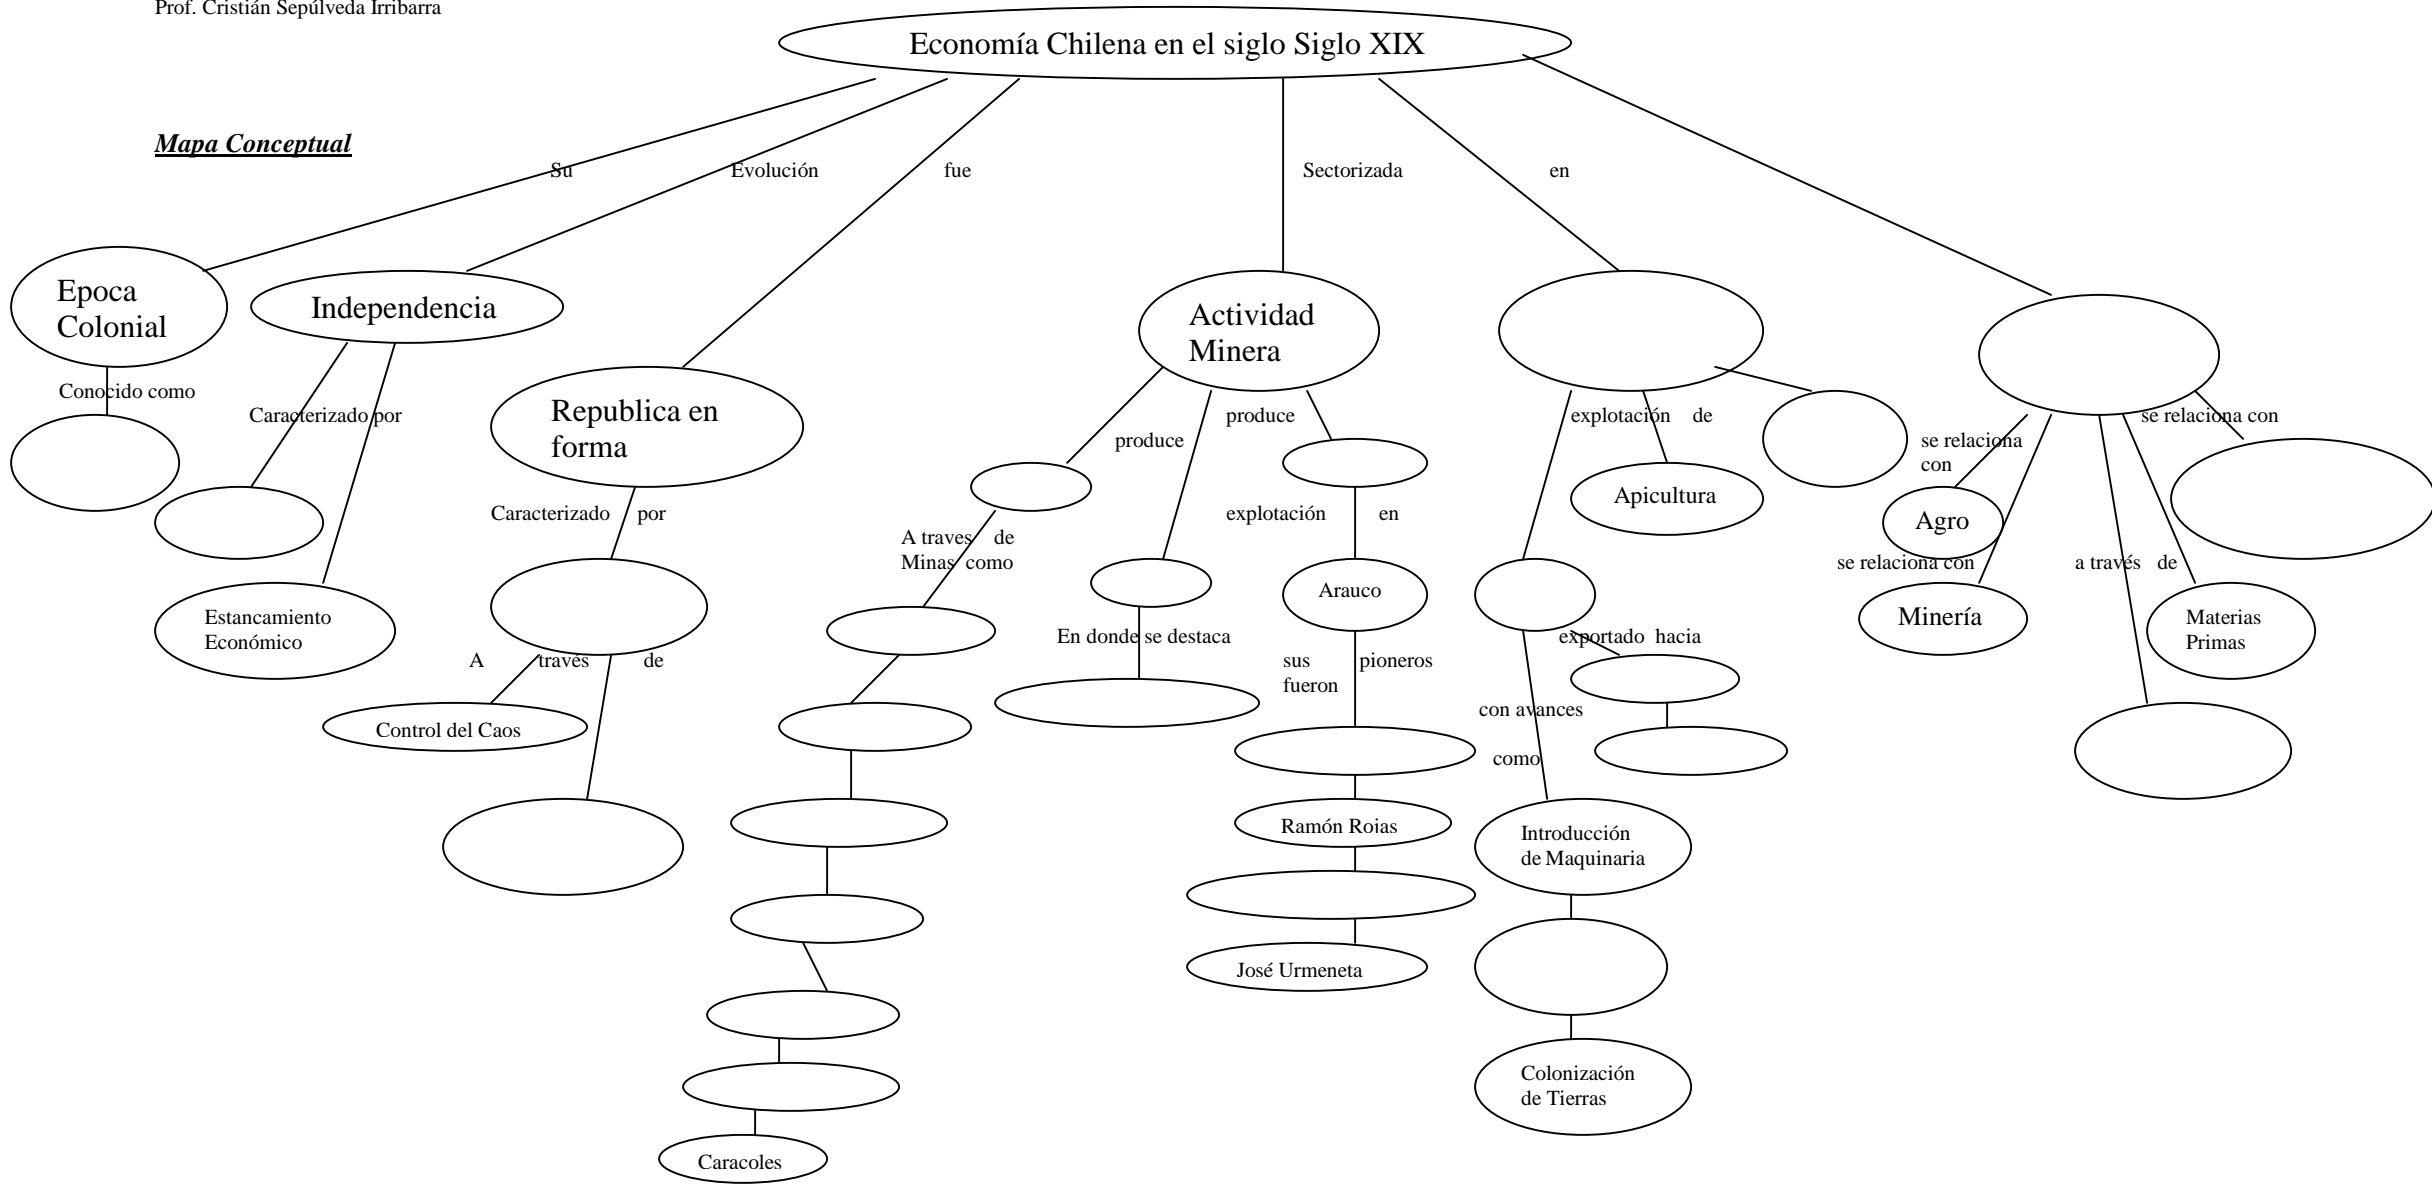 Prof. Cristián Sepúlveda Irribarra
Economía Chilena en el siglo Siglo XIX
Mapa Conceptual
Su Evolución fue Sectorizada en
Epoca
Colonial
Independencia
Actividad
Minera
Conocido como
Caracterizado por
Republica en
forma
produce
produce
explotación de
se relaciona con
se relaciona
con
Apicultura
Agro
Caracterizado por
explotación en
A traves de
Minas como
se relaciona con
a través de
Arauco
Estancamiento
Económico
Minería
Materias
Primas
En donde se destaca
exportado hacia
A través de
sus pioneros
fueron
con avances
como
Control del Caos
Ramón Rojas
Introducción
de Maquinaria
José Urmeneta
Colonización
de Tierras
Caracoles